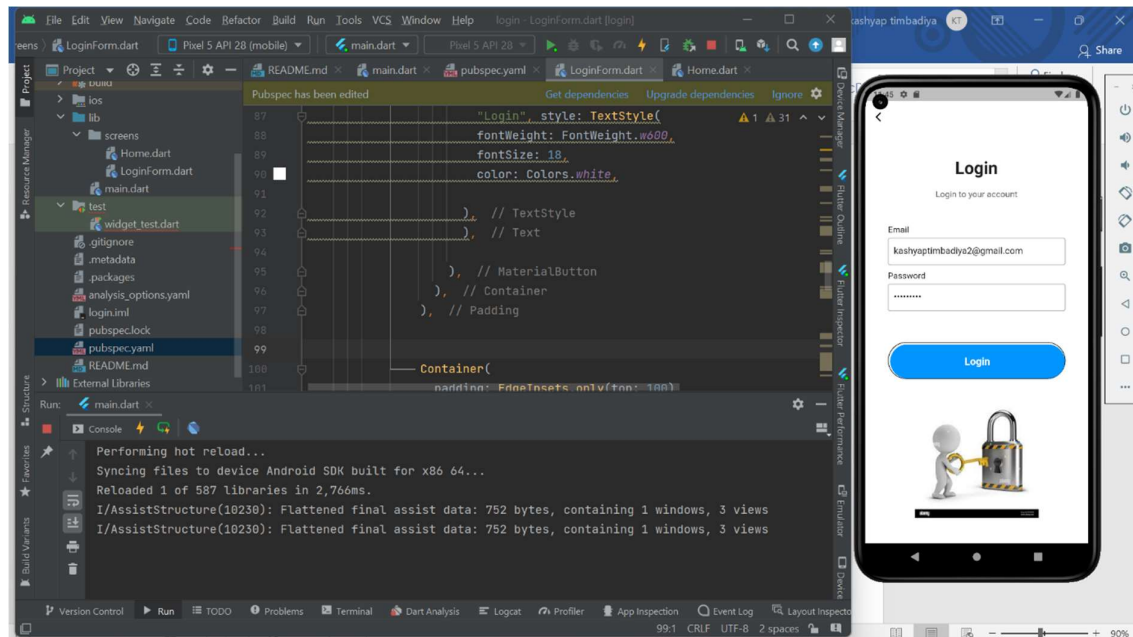 File Edit View Navigate Code Refactor Build Run Tools VCS Window Help login - LoginForm.dart [login]
kashyap timbadiya KT
Share
LoginForm.dart Pixel 5 API 28 (mobile) main.dart Pixel 5 API 28
Project README.md main.dart pubspec.yaml LoginForm.dart Home.dart
Pubspec has been edited Get dependencies Upgrade dependencies Ignore
build
ios
lib
screens
Home.dart
LoginForm.dart
main.dart
test
widget_test.dart
.gitignore
.metadata
.packages
analysis_options.yaml
login.iml
pubspec.lock
pubspec.yaml
README.md
External Libraries
87 "Login", style: TextStyle( 1 31
88 fontWeight: FontWeight.w600,
89 fontSize: 18,
90 color: Colors.white,
91
92 ), // TextStyle
93 ), // Text
94
95 ), // MaterialButton
96 ), // Container
97 ), // Padding
98
99
100 Container(
101 padding: EdgeInsets.only(top: 100)
Project
Resource Manager
Structure
Favorites
Build Variants
Device Manager
Flutter Outline
Flutter Inspector
Flutter Performance
Emulator
Device
Run: main.dart
Console
Performing hot reload...
Syncing files to device Android SDK built for x86 64...
Reloaded 1 of 587 libraries in 2,766ms.
I/AssistStructure(10230): Flattened final assist data: 752 bytes, containing 1 windows, 3 views
I/AssistStructure(10230): Flattened final assist data: 752 bytes, containing 1 windows, 3 views
Version Control Run TODO Problems Terminal Dart Analysis Logcat Profiler App Inspection Event Log Layout Inspecto
99:1 CRLF UTF-8 2 spaces
Login
Login to your account
Email
kashyaptimbadiya2@gmail.com
Password
Login
90%